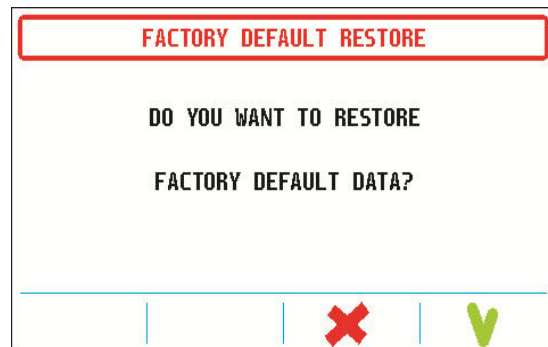 FACTORY DEFAULT RESTORE
DO YOU WANT TO RESTORE
FACTORY DEFAULT DATA?